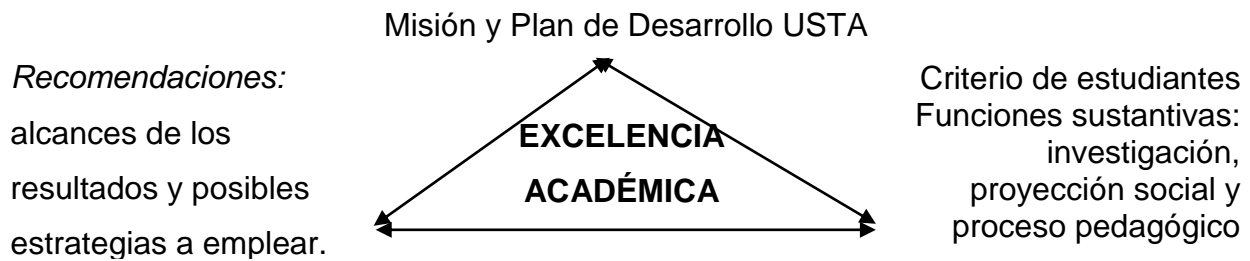 Misión y Plan de Desarrollo USTA
Recomendaciones:
alcances de los
resultados y posibles
estrategias a emplear.
EXCELENCIA
ACADÉMICA
Criterio de estudiantes
Funciones sustantivas:
investigación,
proyección social y
proceso pedagógico